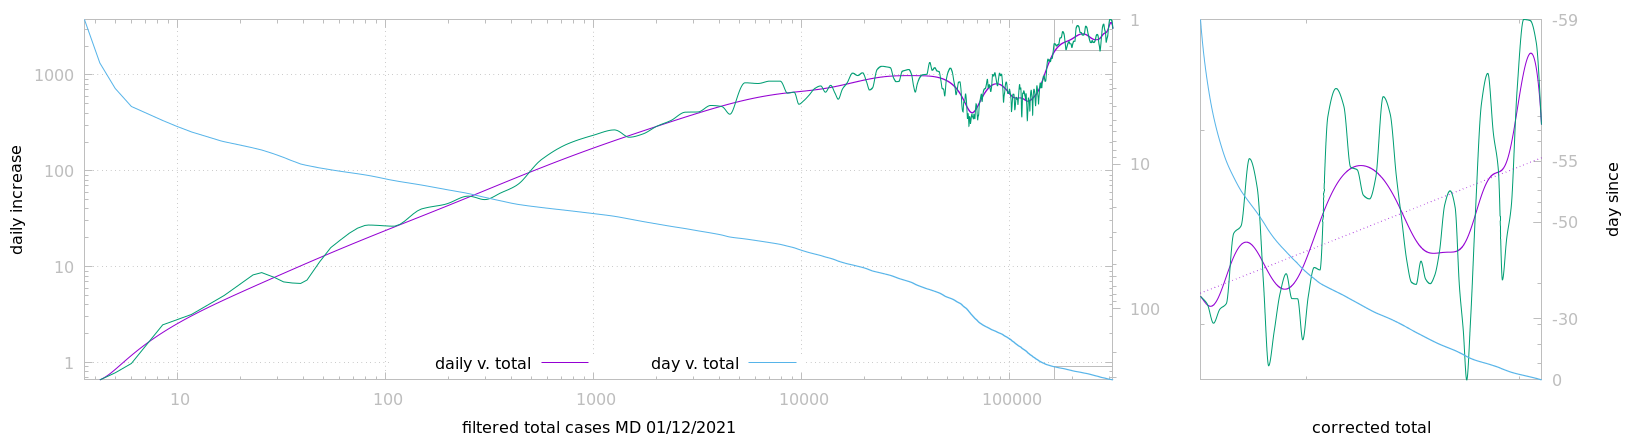 daily increase
1000
100
10
1
10
100
1000
10000
100000
filtered total cases MD 01/12/2021
daily v. total
day v. total
1
10
100
-59
-55
-50
-30
0
day since
corrected total